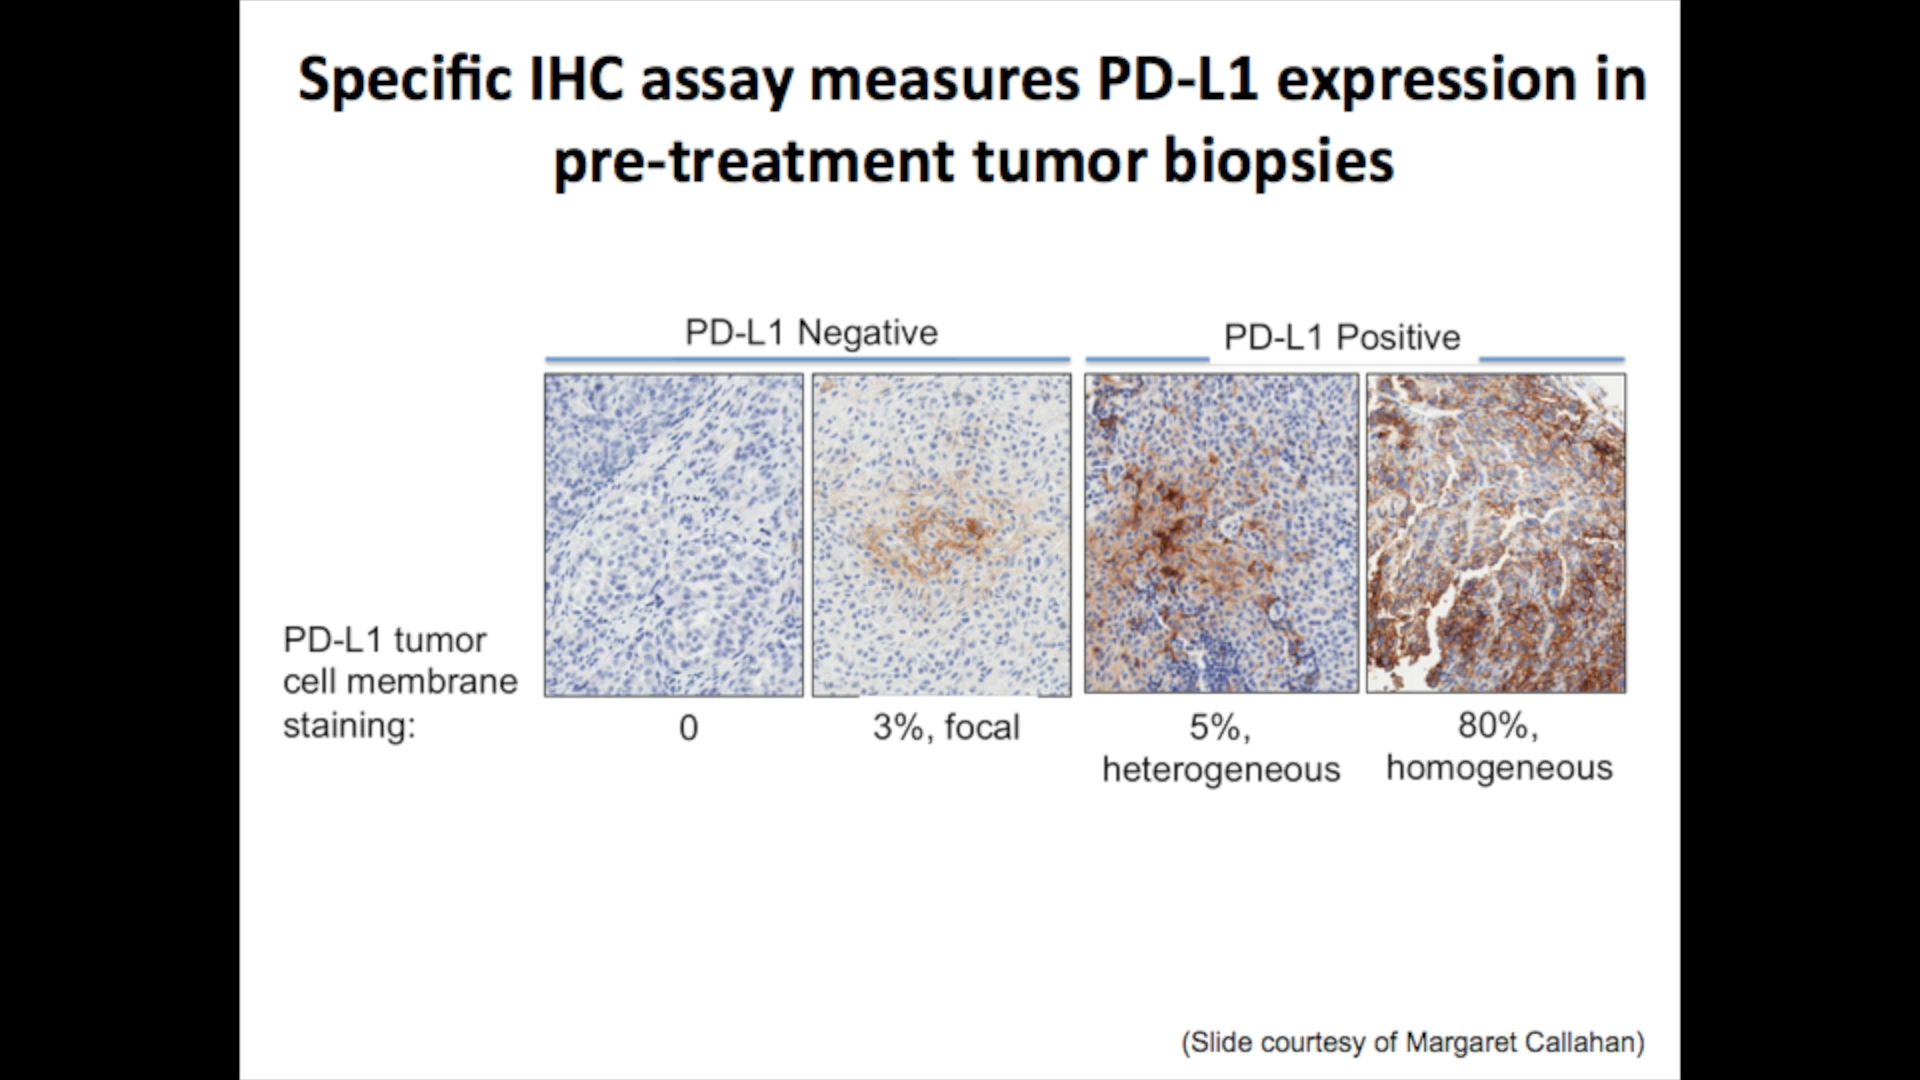 Specific IHC assay measures PD-L1 expression in
pre-treatment tumor biopsies
PD-L1 Negative
PD-L1 Positive
PD-L1 tumor
cell membrane
staining:
0
3%, focal
5%,
heterogeneous
80%,
homogeneous
(Slide courtesy of Margaret Callahan)